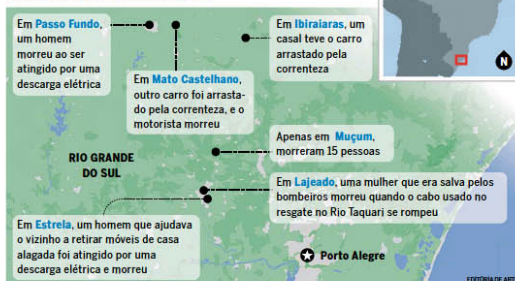 Em Passo Fundo,
um homem
morreu ao ser
atingido por uma
descarga elétrica
Em Ibiraiaras, um
casal teve o carro
arrastado pela
correnteza
N
Em Mato Castelhano,
outro carro foi arrasta-
do pela correnteza, e o
motorista morreu
Apenas em Muçum,
morreram 15 pessoas
RIO GRANDE
DO SUL
Em Lajeado, uma mulher que era salva pelos
bombeiros morreu quando o cabo usado no
resgate no Rio Taquari se rompeu
Em Estrela, um homem que ajudava
o vizinho a retirar móveis de casa
alagada foi atingido por uma
descarga elétrica e morreu
Porto Alegre
EDITORIA DE ART